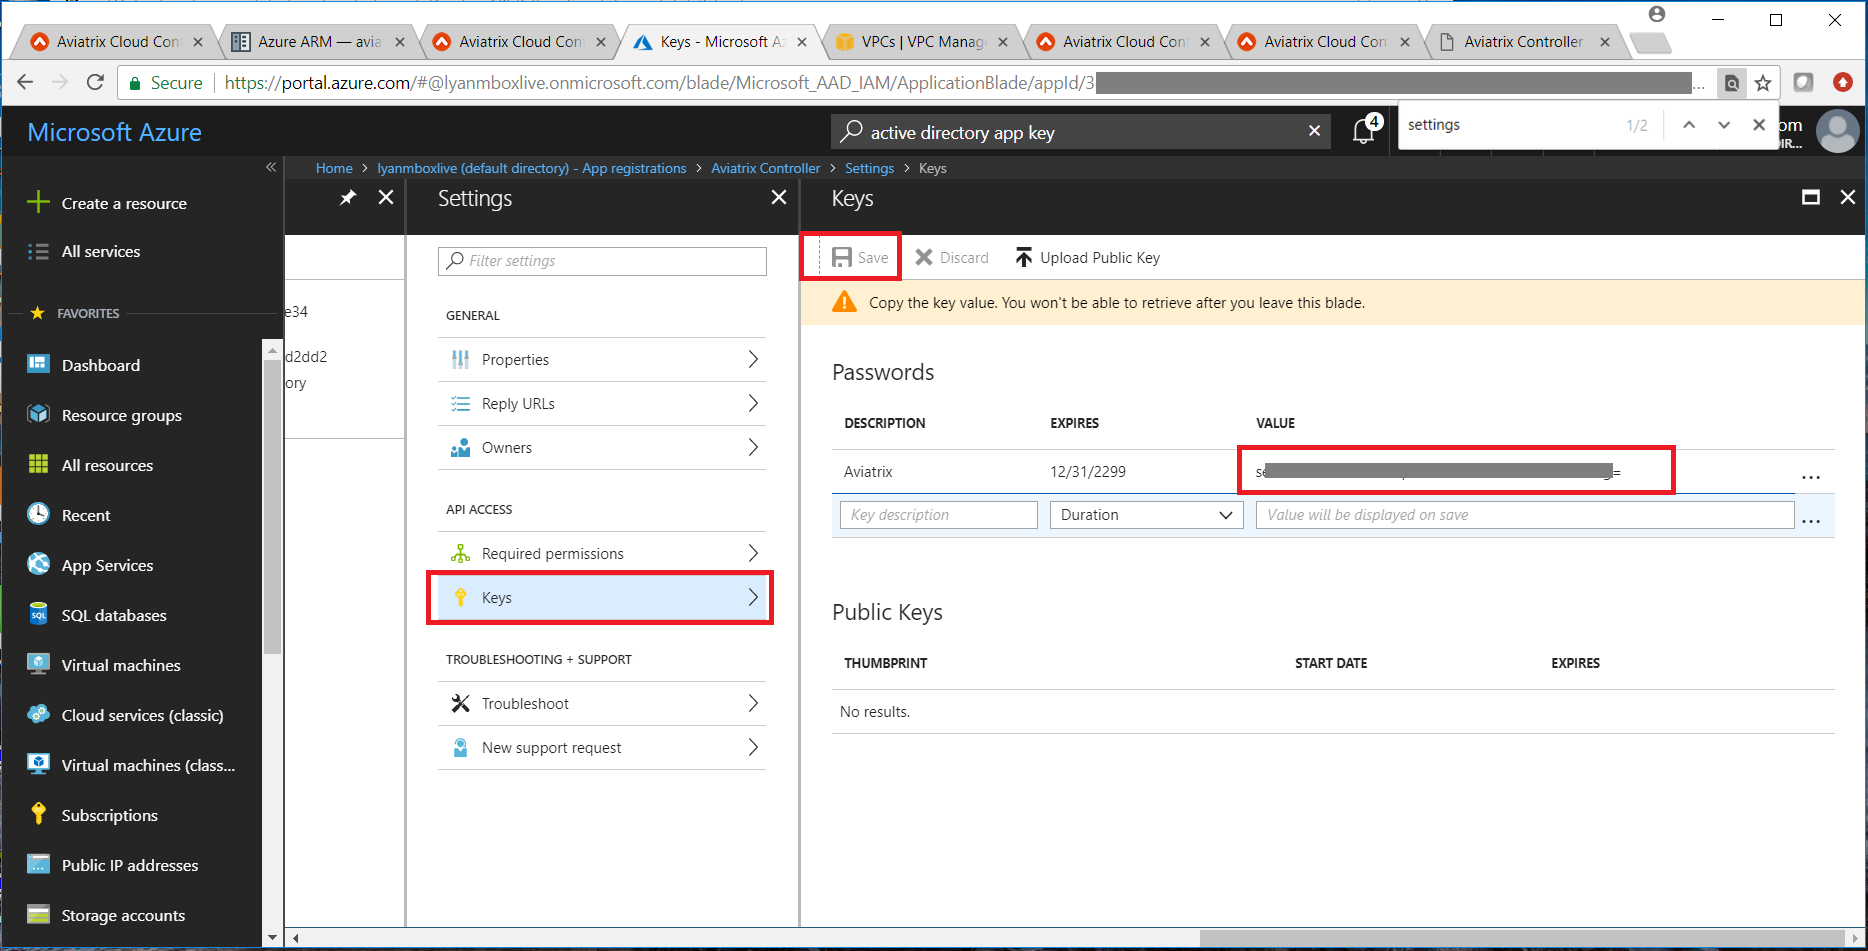 Aviatrix Cloud Con
Azure ARM — avia
Aviatrix Cloud Con
Keys - Microsoft Az
VPCs | VPC Manag
Aviatrix Cloud Con
Aviatrix Cloud Con
Aviatrix Controller
Secure
https://portal.azure.com/#@lyanmboxlive.onmicrosoft.com/blade/Microsoft_AAD_IAM/ApplicationBlade/appId/3
...
Microsoft Azure
active directory app key
4
settings
1/2
om
DIR...
Home > lyanmboxlive (default directory) - App registrations > Aviatrix Controller > Settings > Keys
Create a resource
All services
FAVORITES
Dashboard
Resource groups
All resources
Recent
App Services
SQL databases
Virtual machines
Cloud services (classic)
Virtual machines (class...
Subscriptions
Public IP addresses
Storage accounts
e34
d2dd2
ory
Settings
Filter settings
GENERAL
Properties
Reply URLs
Owners
API ACCESS
Required permissions
Keys
TROUBLESHOOTING + SUPPORT
Troubleshoot
New support request
Keys
Save
Discard
Upload Public Key
Copy the key value. You won't be able to retrieve after you leave this blade.
Passwords
DESCRIPTION EXPIRES VALUE
Aviatrix 12/31/2299 =
...
Key description Duration Value will be displayed on save
...
Public Keys
THUMBPRINT START DATE EXPIRES
No results.